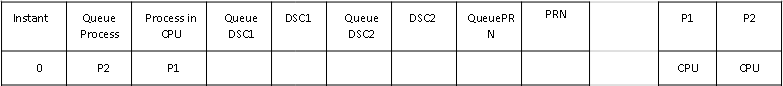 Instant Queue Process Process in CPU Queue DSC1 DSC1 Queue DSC2 DSC2 QueuePR N PRN P1 P2
0 P2 P1 CPU CPU